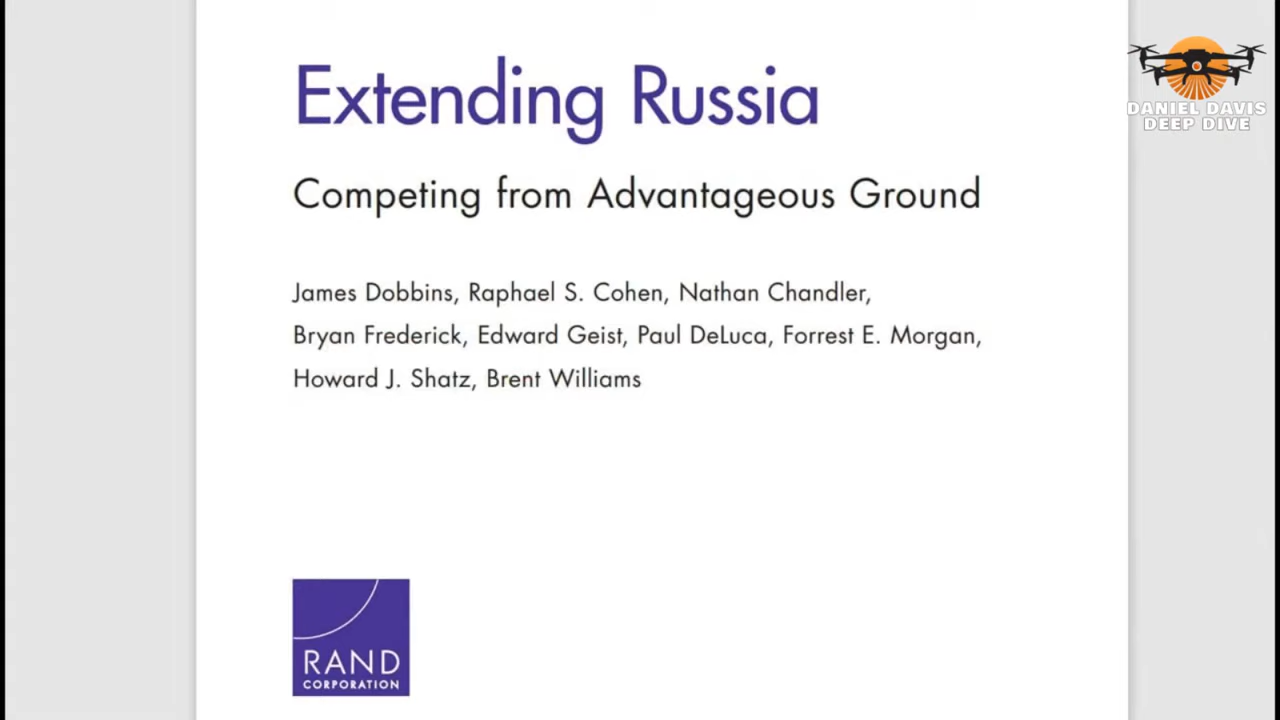 Extending Russia
Competing from Advantageous Ground
James Dobbins, Raphael S. Cohen, Nathan Chandler,
Bryan Frederick, Edward Geist, Paul DeLuca, Forrest E. Morgan,
Howard J. Shatz, Brent Williams
RAND
CORPORATION
DANIEL DAVIS
DEEP DIVE